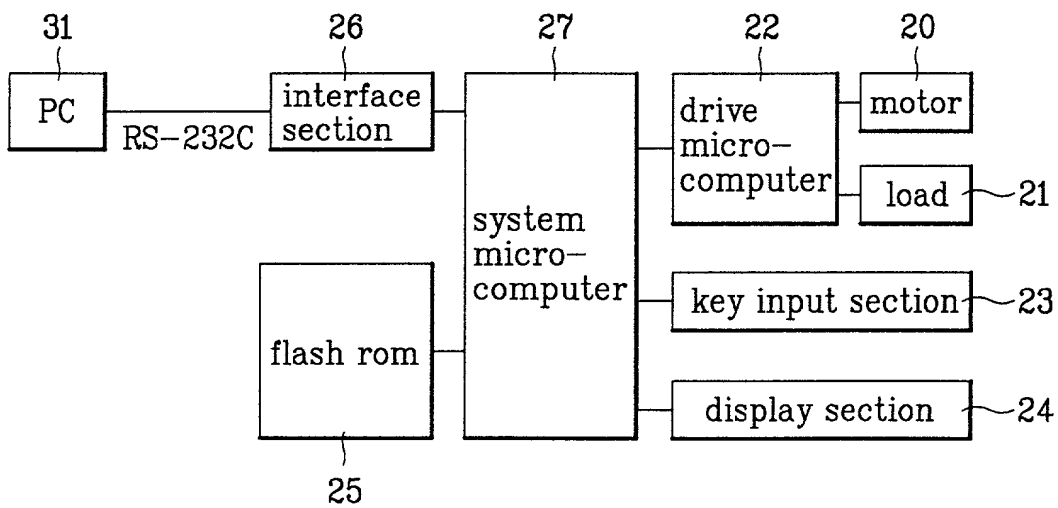 31
26
27
22
20
PC
RS-232C
interface
section
system
micro-
computer
drive
micro-
computer
motor
load
21
flash rom
25
key input section
23
display section
24